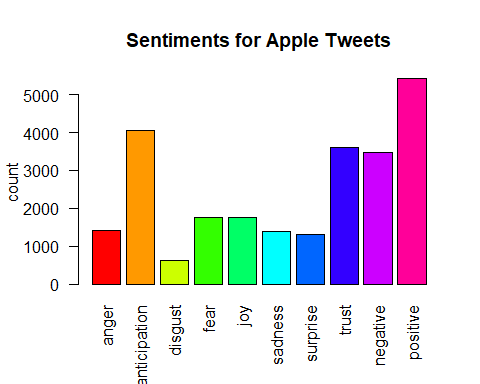 Sentiments for Apple Tweets
count
5000
4000
3000
2000
1000
0
anger
anticipation
disgust
fear
joy
sadness
surprise
trust
negative
positive